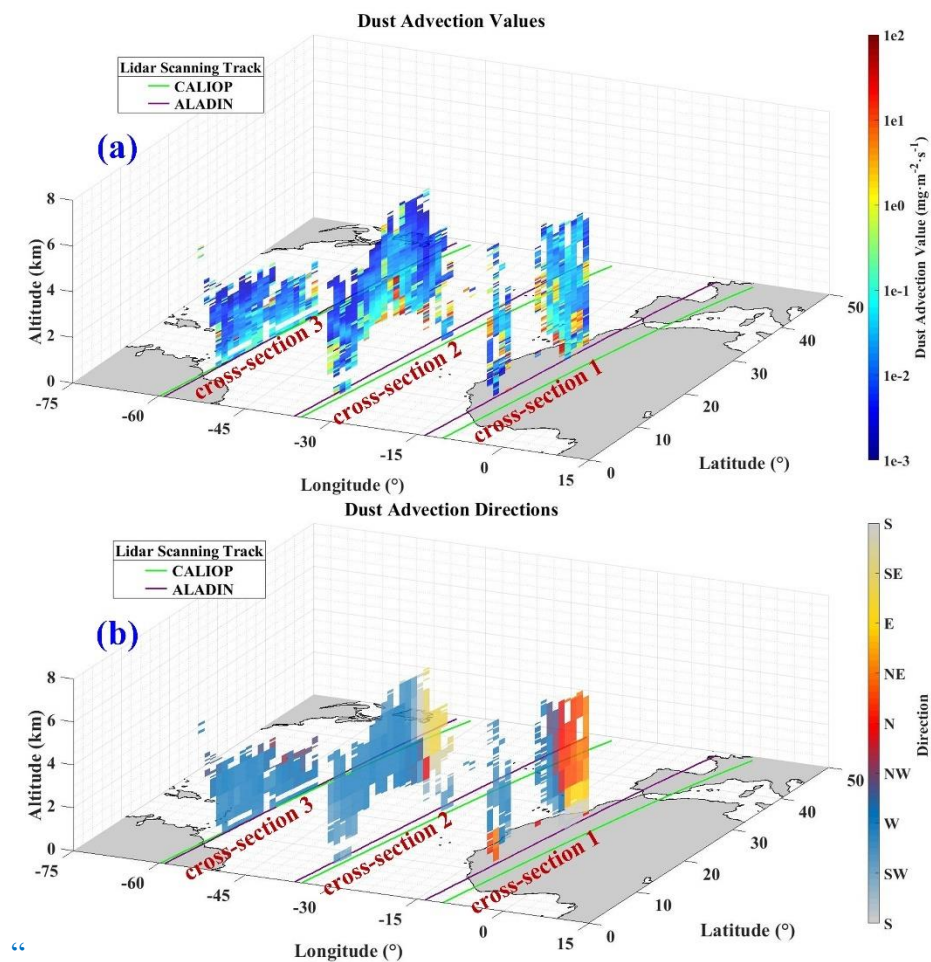 Dust Advection Values
Lidar Scanning Track
CALIOP
ALADIN
(a)
8
6
4
2
0
Altitude (km)
-75
-60
-45
-30
-15
0
15
Longitude (°)
0
10
20
30
40
50
Latitude (°)
cross-section 3
cross-section 2
cross-section 1
1e2
1e1
1e0
1e-1
1e-2
1e-3
Dust Advection Value (mg·m⁻²·s⁻¹)
Dust Advection Directions
Lidar Scanning Track
CALIOP
ALADIN
(b)
8
6
4
2
0
Altitude (km)
-75
-60
-45
-30
-15
0
15
Longitude (°)
0
10
20
30
40
50
Latitude (°)
cross-section 3
cross-section 2
cross-section 1
S
SE
E
NE
N
NW
W
SW
S
Direction
“